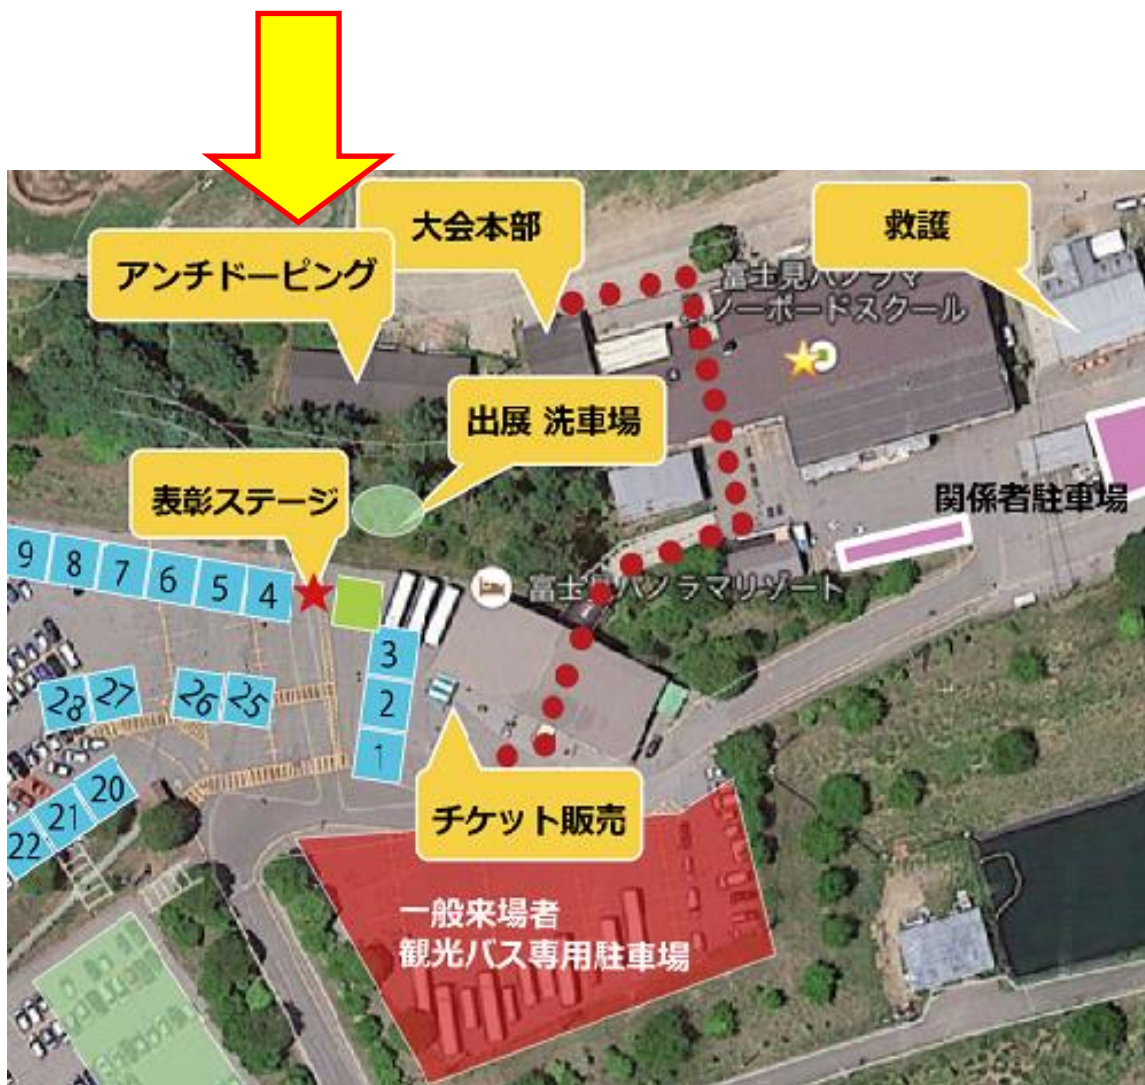 大会本部
救護
アンチドーピング
富士見パノラマ
ノーボードスクール
出展 洗車場
表彰ステージ
関係者駐車場
9
8
7
6
5
4
富士見パノラマリゾート
3
2
1
28
27
26
25
20
21
22
チケット販売
一般来場者
観光バス専用駐車場